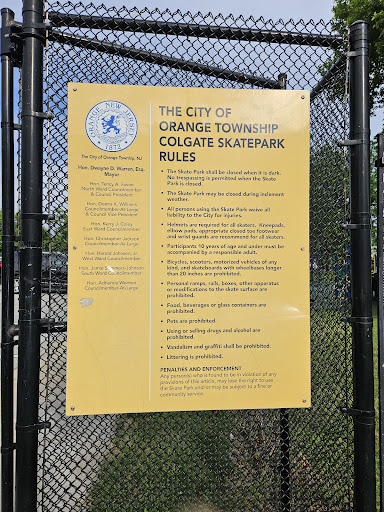 THE CITY OF
ORANGE TOWNSHIP
COLGATE SKATEPARK
RULES
• The Skate Park shall be closed when it is dark.
No trespassing is permitted when the Skate
Park is closed.
• The Skate Park may be closed during inclement
weather.
• All persons using the Skate Park waive all
liability to the City for injuries.
• Helmets are required for all skaters. Kneepads,
elbow pads, appropriate closed toe footwear
and wrist guards are recommend for all skaters.
• Participants 10 years of age and under must be
accompanied by a responsible adult.
• Bicycles, scooters, motorized vehicles of any
kind, and skateboards with wheelbases longer
than 20 inches are prohibited.
• Personal ramps, rails, boxes, other apparatus
or modifications to the skate surface are
prohibited.
• Food, beverages or glass containers are
prohibited.
• Pets are prohibited.
• Using or selling drugs and alcohol are
prohibited.
• Vandalism and graffiti shall be prohibited.
• Littering is prohibited.
PENALTIES AND ENFORCEMENT
Any person(s) who is found to be in violation of any
provisions of this article, may lose the right to use
the Skate Park and/or may be subject to a fine or
community service.
ORANGE NEW JERSEY
1872
The City of Orange Township, NJ
Hon. Dwayne D. Warren, Esq.
Mayor
Hon. Tency A. Eason
North Ward Councilmember
& Council President
Hon. Donna K. Williams
Councilmember-At-Large
& Council Vice President
Hon. Kerry J. Coley
East Ward Councilmember
Hon. Christopher Jackson
Councilmember-At-Large
Hon. Harold Johnson, Jr.
West Ward Councilmember
Hon. Jamie Summers-Johnson
South Ward Councilmember
Hon. Adrienne Wooten
Councilmember-At-Large